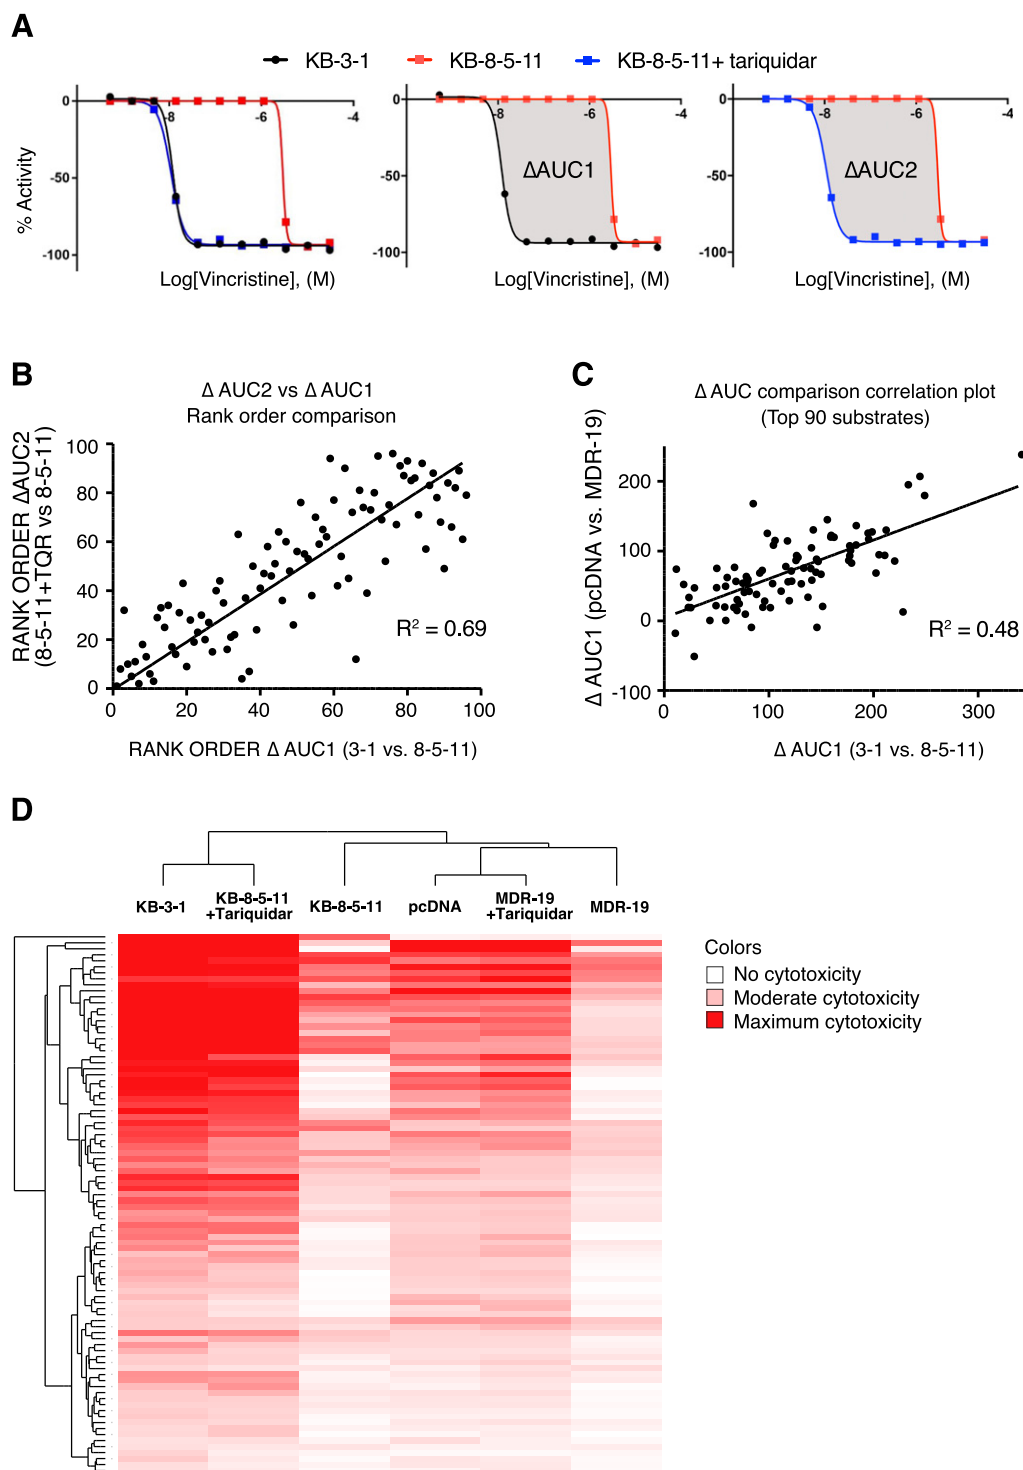 A
KB-3-1 KB-8-5-11 KB-8-5-11+ tariquidar
% Activity
0 -50 -100 -8 -6 -4
Log[Vincristine], (M)
0 -50 -100 -8 -6 -4
ΔAUC1
Log[Vincristine], (M)
0 -50 -100 -8 -6 -4
ΔAUC2
Log[Vincristine], (M)
B
Δ AUC2 vs Δ AUC1
Rank order comparison
RANK ORDER ΔAUC2
(8-5-11+TQR vs 8-5-11)
100
80
60
40
20
0
R² = 0.69
0 20 40 60 80 100
RANK ORDER Δ AUC1 (3-1 vs. 8-5-11)
C
Δ AUC comparison correlation plot
(Top 90 substrates)
Δ AUC1 (pcDNA vs. MDR-19)
200
100
0
-100
R² = 0.48
0 100 200 300
Δ AUC1 (3-1 vs. 8-5-11)
D
KB-3-1 KB-8-5-11 +Tariquidar KB-8-5-11 pcDNA MDR-19 +Tariquidar MDR-19
Colors
No cytotoxicity
Moderate cytotoxicity
Maximum cytotoxicity